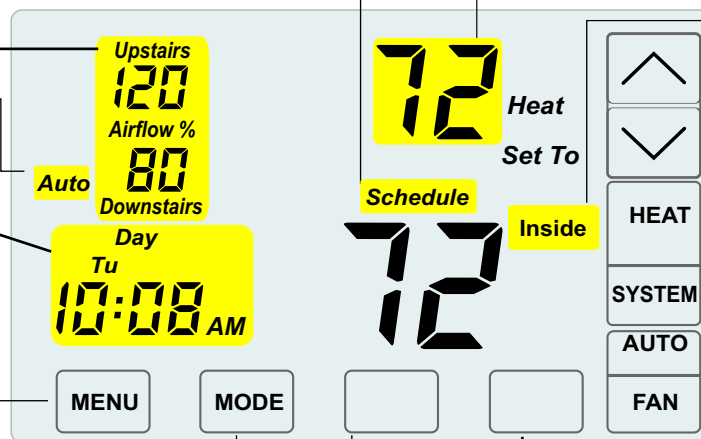 Upstairs
120
Airflow %
80
Auto
Downstairs
Day
Tu
10:08 AM
72
Heat
Set To
Schedule
72
Inside
HEAT
SYSTEM
AUTO
FAN
MENU
MODE